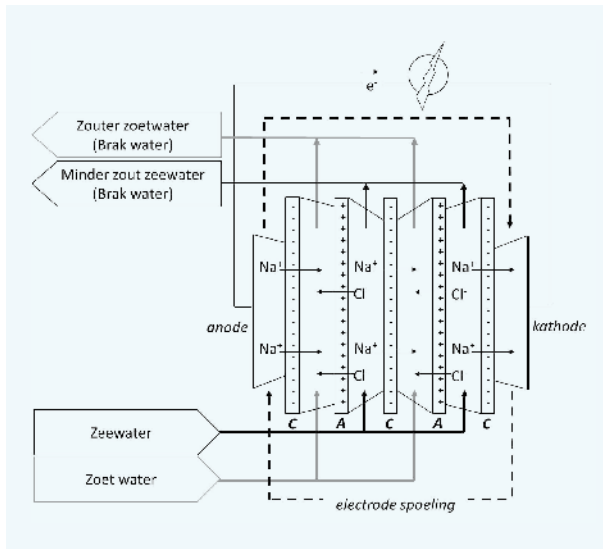 e-
Zouter zoetwater
(Brak water)
Minder zout zeewater
(Brak water)
Na+ Na+ Na+
Cl Cl-
anode kathode
Na+ Na+ Na+
Cl Cl
C A C A C
Zeewater
Zoet water
electrode spoeling